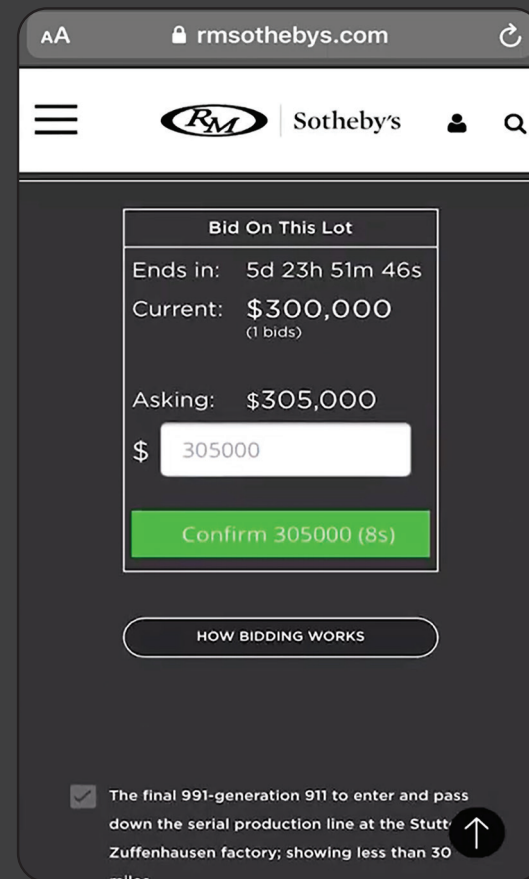 AA rmsothebys.com
RM Sotheby's
Bid On This Lot
Ends in: 5d 23h 51m 46s
Current: $300,000
(1 bids)
Asking: $305,000
$ 305000
Confirm 305000 (8s)
HOW BIDDING WORKS
The final 991-generation 911 to enter and pass
down the serial production line at the Stutt
Zuffenhausen factory; showing less than 30